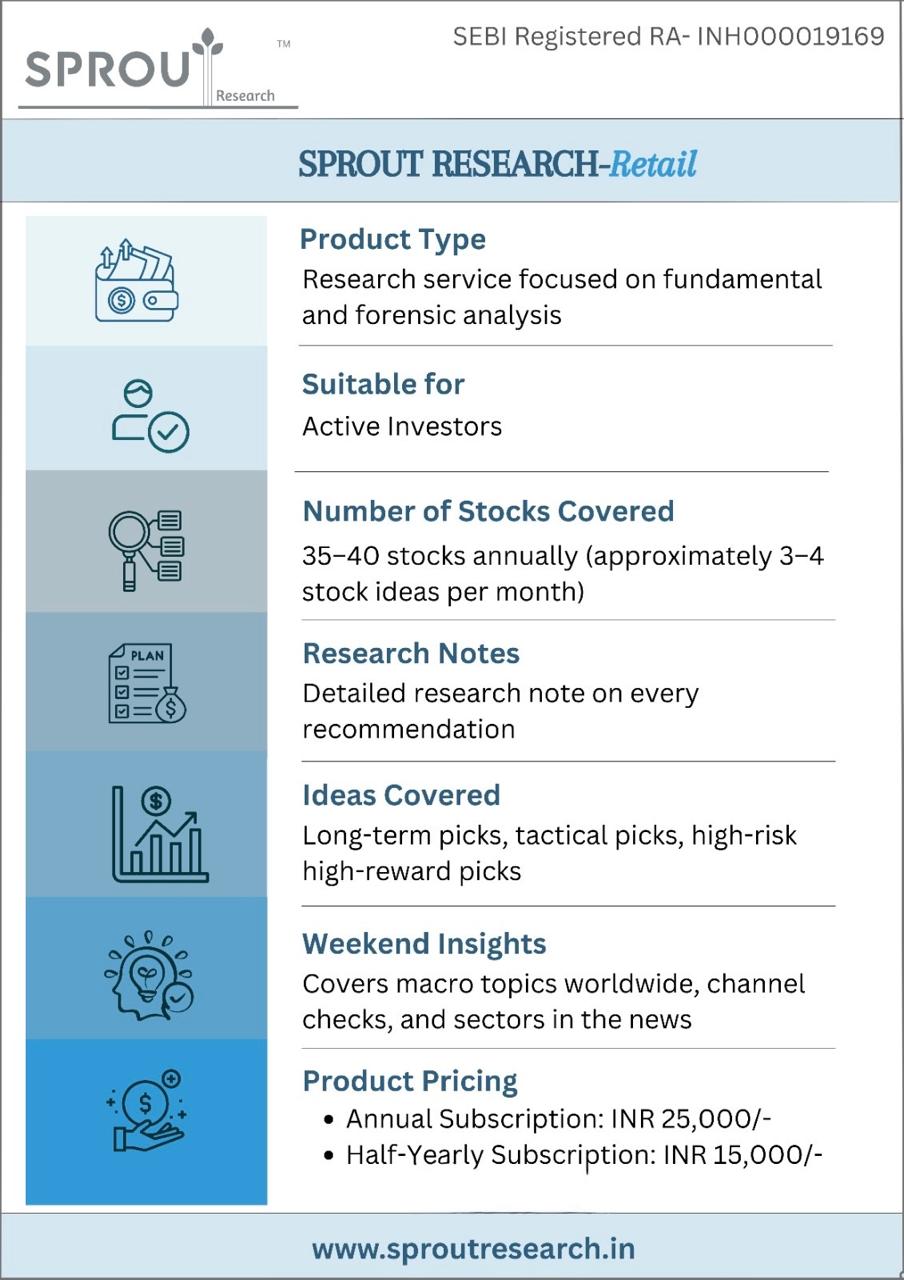 SEBI Registered RA- INH000019169
SPROUT
TM
Research
SPROUT RESEARCH-Retail
Product Type
Research service focused on fundamental
and forensic analysis
Suitable for
Active Investors
Number of Stocks Covered
35–40 stocks annually (approximately 3–4
stock ideas per month)
PLAN
Research Notes
Detailed research note on every
recommendation
Ideas Covered
Long-term picks, tactical picks, high-risk
high-reward picks
Weekend Insights
Covers macro topics worldwide, channel
checks, and sectors in the news
Product Pricing
• Annual Subscription: INR 25,000/-
• Half-Yearly Subscription: INR 15,000/-
www.sproutresearch.in